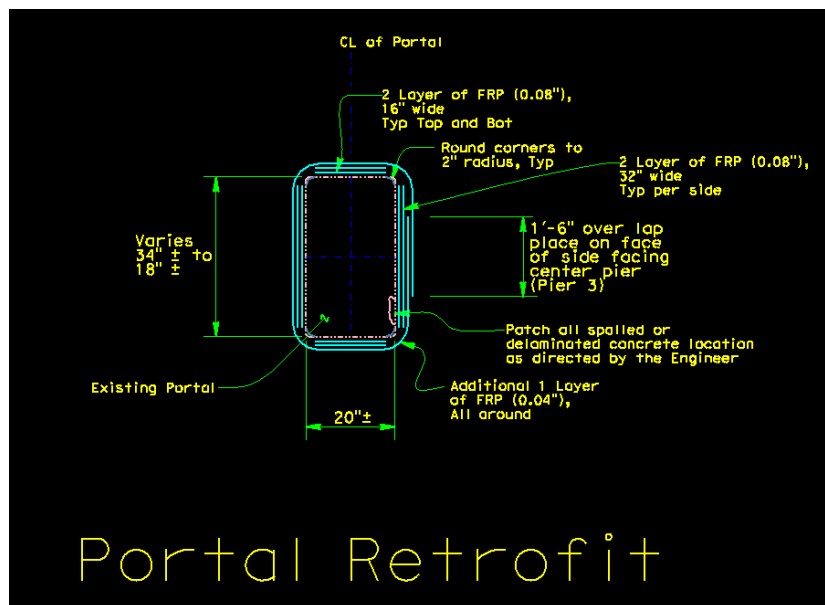 CL of Portal
2 Layer of FRP (0.08"),
16" wide
Typ Top and Bot
Round corners to
2" radius, Typ
2 Layer of FRP (0.08"),
32" wide
Typ per side
Varies
34" ± to
18" ±
1'-6" over lap
place on face
of side facing
center pier
(Pier 3)
2
Patch all spalled or
delaminated concrete location
as directed by the Engineer
Existing Portal
Additional 1 Layer
of FRP (0.04"),
All around
20"±
Portal Retrofit